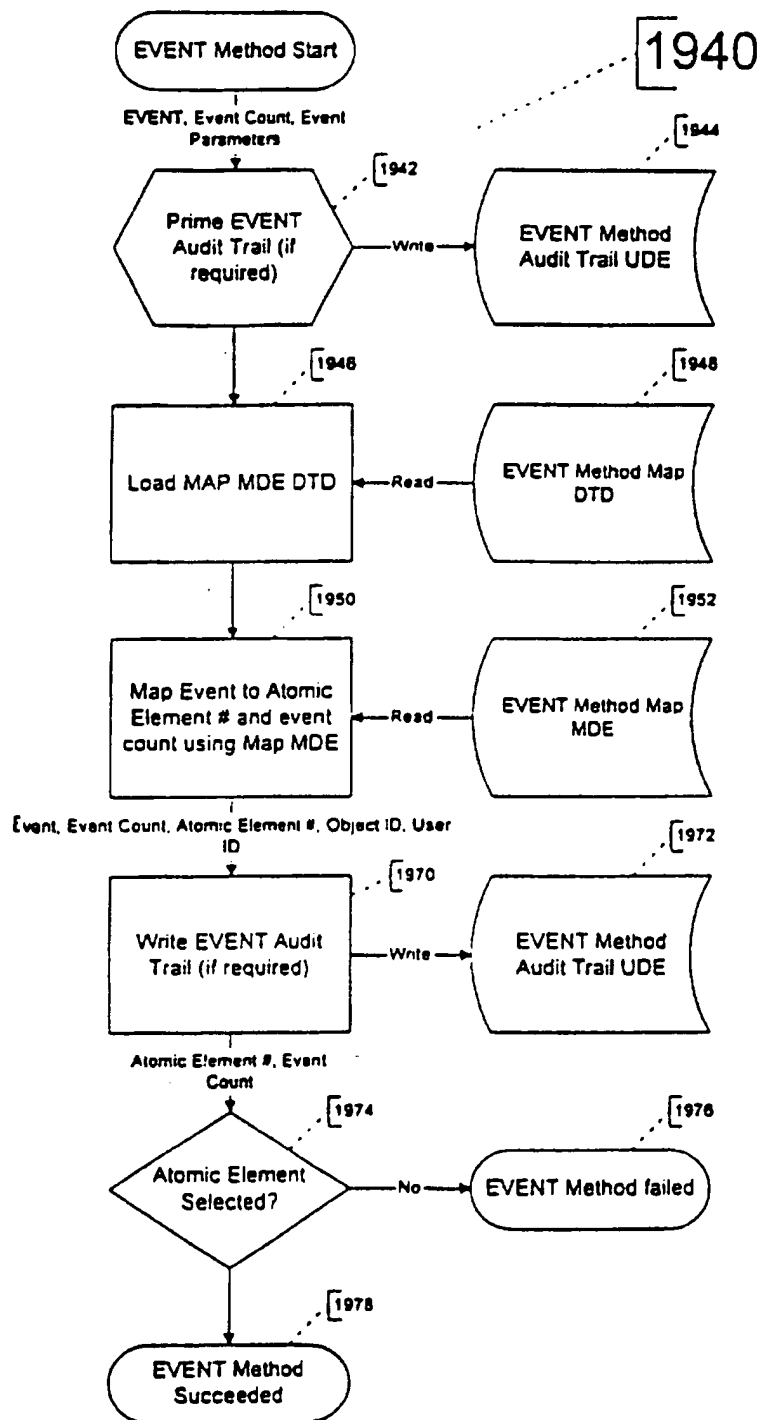 EVENT Method Start
1940
EVENT, Event Count, Event
Parameters
1942
1944
Prime EVENT
Audit Trail (if
required)
Write
EVENT Method
Audit Trail UDE
1946
1948
Load MAP MDE DTD
Read
EVENT Method Map
DTD
1950
1952
Map Event to Atomic
Element # and event
count using Map MDE
Read
EVENT Method Map
MDE
Event, Event Count, Atomic Element #, Object ID, User
ID
1970
1972
Write EVENT Audit
Trail (if required)
Write
EVENT Method
Audit Trail UDE
Atomic Element #, Event
Count
1974
1976
Atomic Element
Selected?
No
EVENT Method failed
1978
EVENT Method
Succeeded